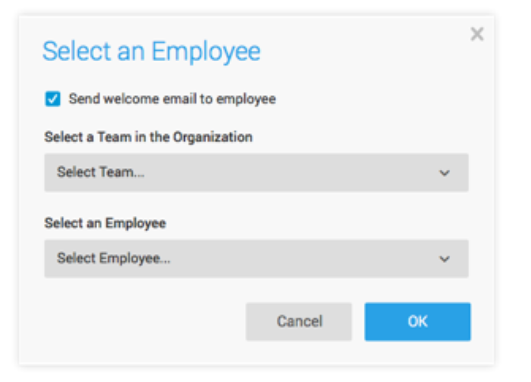 Select an Employee
Send welcome email to employee
Select a Team in the Organization
Select Team...
Select an Employee
Select Employee...
Cancel
OK